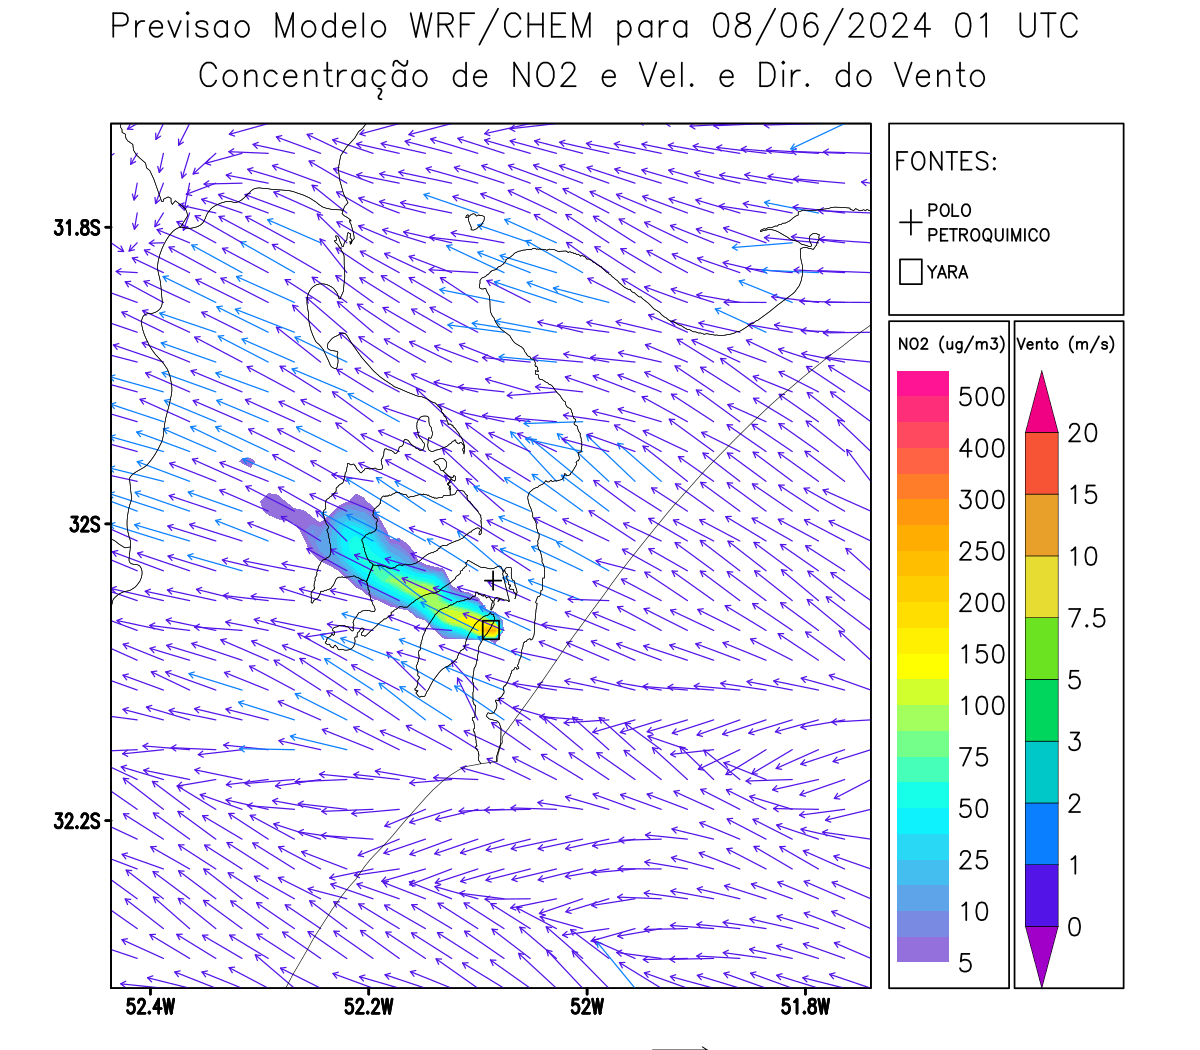 Previsao Modelo WRF/CHEM para 08/06/2024 01 UTC
Concentração de NO2 e Vel. e Dir. do Vento
FONTES:
POLO
PETROQUIMICO
YARA
NO2 (ug/m3)
500
400
300
250
200
150
100
75
50
25
10
5
Vento (m/s)
20
15
10
7.5
5
3
2
1
0
31.8S
32S
32.2S
52.4W
52.2W
52W
51.8W